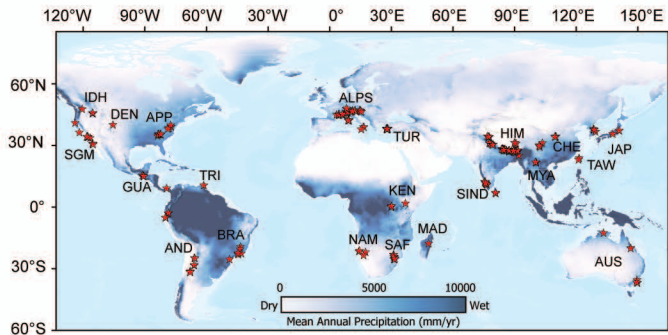 120°W 90°W 60°W 30°W 0° 30°E 60°E 90°E 120°E 150°E
60°N
IDH ALPS
DEN APP
30°N HIM CHE JAP
SGM TUR TAW
MYA
GUA TRI SIND
0° KEN
MAD
AND BRA NAM SAF
AUS
30°S
0 10000
Dry Wet
Mean Annual Precipitation (mm/yr)
60°S